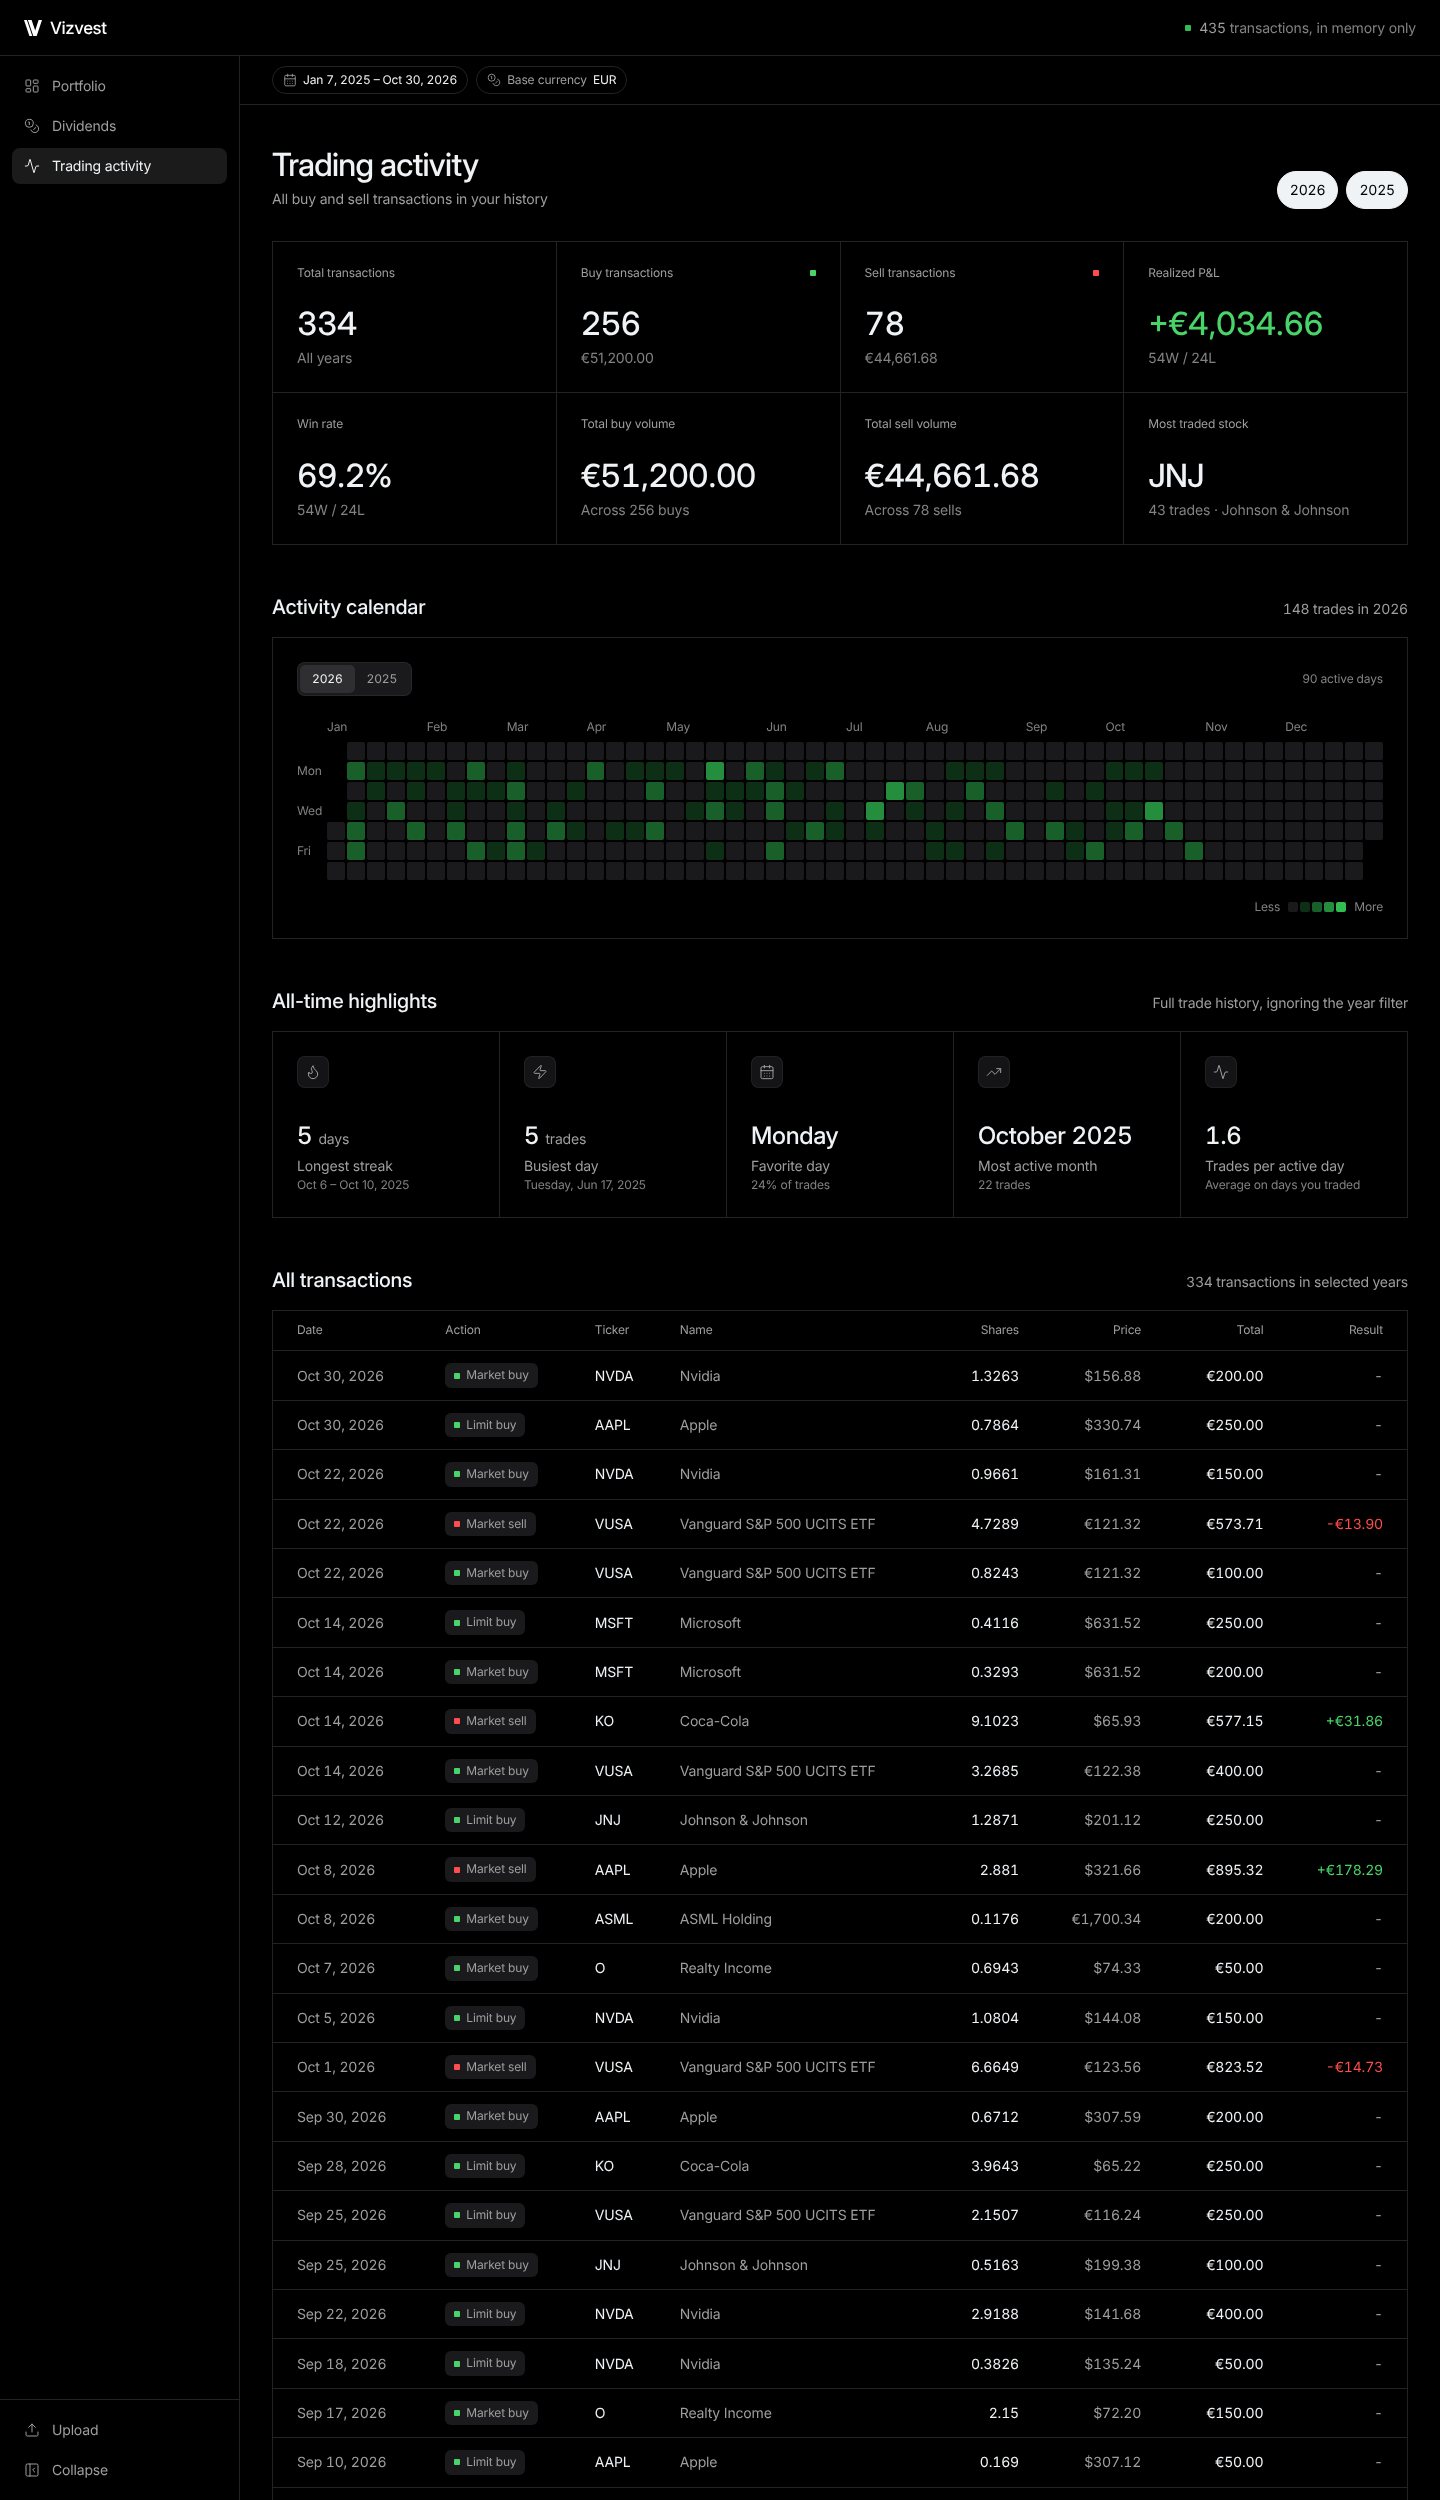 Vizvest
435 transactions, in memory only
Portfolio
Dividends
Trading activity
Jan 7, 2025 – Oct 30, 2026
Base currency EUR
Trading activity
All buy and sell transactions in your history
2026 2025
Total transactions
334
All years
Buy transactions
256
€51,200.00
Sell transactions
78
€44,661.68
Realized P&L
+€4,034.66
54W / 24L
Win rate
69.2%
54W / 24L
Total buy volume
€51,200.00
Across 256 buys
Total sell volume
€44,661.68
Across 78 sells
Most traded stock
JNJ
43 trades · Johnson & Johnson
Activity calendar
148 trades in 2026
2026 2025
90 active days
Jan Feb Mar Apr May Jun Jul Aug Sep Oct Nov Dec
Mon
Wed
Fri
Less More
All-time highlights
Full trade history, ignoring the year filter
5 days
Longest streak
Oct 6 – Oct 10, 2025
5 trades
Busiest day
Tuesday, Jun 17, 2025
Monday
Favorite day
24% of trades
October 2025
Most active month
22 trades
1.6
Trades per active day
Average on days you traded
All transactions
334 transactions in selected years
Date Action Ticker Name Shares Price Total Result
Oct 30, 2026 Market buy NVDA Nvidia 1.3263 $156.88 €200.00 -
Oct 30, 2026 Limit buy AAPL Apple 0.7864 $330.74 €250.00 -
Oct 22, 2026 Market buy NVDA Nvidia 0.9661 $161.31 €150.00 -
Oct 22, 2026 Market sell VUSA Vanguard S&P 500 UCITS ETF 4.7289 €121.32 €573.71 -€13.90
Oct 22, 2026 Market buy VUSA Vanguard S&P 500 UCITS ETF 0.8243 €121.32 €100.00 -
Oct 14, 2026 Limit buy MSFT Microsoft 0.4116 $631.52 €250.00 -
Oct 14, 2026 Market buy MSFT Microsoft 0.3293 $631.52 €200.00 -
Oct 14, 2026 Market sell KO Coca-Cola 9.1023 $65.93 €577.15 +€31.86
Oct 14, 2026 Market buy VUSA Vanguard S&P 500 UCITS ETF 3.2685 €122.38 €400.00 -
Oct 12, 2026 Limit buy JNJ Johnson & Johnson 1.2871 $201.12 €250.00 -
Oct 8, 2026 Market sell AAPL Apple 2.881 $321.66 €895.32 +€178.29
Oct 8, 2026 Market buy ASML ASML Holding 0.1176 €1,700.34 €200.00 -
Oct 7, 2026 Market buy O Realty Income 0.6943 $74.33 €50.00 -
Oct 5, 2026 Limit buy NVDA Nvidia 1.0804 $144.08 €150.00 -
Oct 1, 2026 Market sell VUSA Vanguard S&P 500 UCITS ETF 6.6649 €123.56 €823.52 -€14.73
Sep 30, 2026 Market buy AAPL Apple 0.6712 $307.59 €200.00 -
Sep 28, 2026 Limit buy KO Coca-Cola 3.9643 $65.22 €250.00 -
Sep 25, 2026 Limit buy VUSA Vanguard S&P 500 UCITS ETF 2.1507 €116.24 €250.00 -
Sep 25, 2026 Market buy JNJ Johnson & Johnson 0.5163 $199.38 €100.00 -
Sep 22, 2026 Limit buy NVDA Nvidia 2.9188 $141.68 €400.00 -
Sep 18, 2026 Limit buy NVDA Nvidia 0.3826 $135.24 €50.00 -
Sep 17, 2026 Market buy O Realty Income 2.15 $72.20 €150.00 -
Sep 10, 2026 Limit buy AAPL Apple 0.169 $307.12 €50.00 -
Upload
Collapse